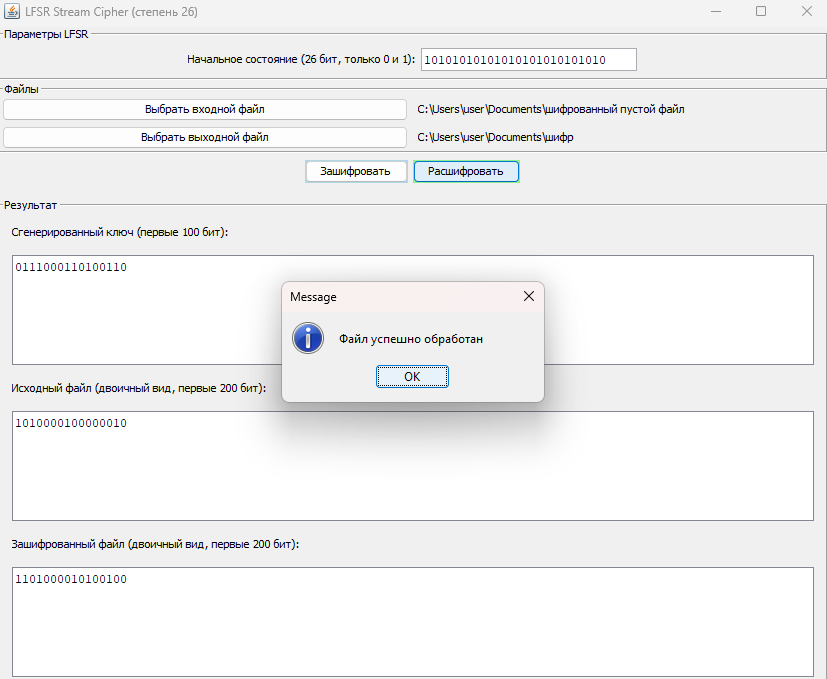 LFSR Stream Cipher (степень 26)
Параметры LFSR
Начальное состояние (26 бит, только 0 и 1): 10101010101010101010101010
Файлы
Выбрать входной файл C:\Users\user\Documents\шифрованный пустой файл
Выбрать выходной файл C:\Users\user\Documents\шифр
Зашифровать Расшифровать
Результат
Сгенерированный ключ (первые 100 бит):
0111000110100110
Message
Файл успешно обработан
OK
Исходный файл (двоичный вид, первые 200 бит):
1010000100000010
Зашифрованный файл (двоичный вид, первые 200 бит):
1101000010100100